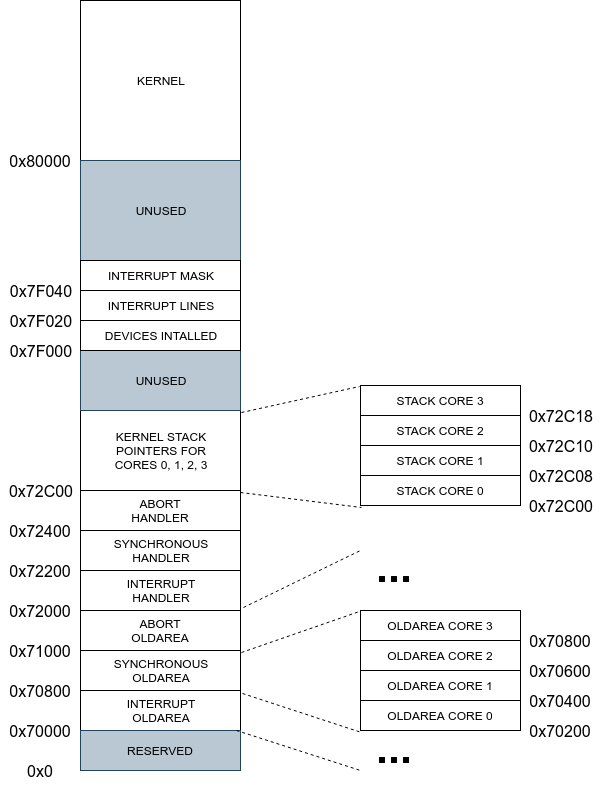 KERNEL
0x80000
UNUSED
INTERRUPT MASK
0x7F040
INTERRUPT LINES
0x7F020
DEVICES INTALLED
0x7F000
UNUSED
KERNEL STACK
POINTERS FOR
CORES 0, 1, 2, 3
0x72C00
ABORT
HANDLER
0x72400
SYNCHRONOUS
HANDLER
0x72200
INTERRUPT
HANDLER
0x72000
ABORT
OLDAREA
0x71000
SYNCHRONOUS
OLDAREA
0x70800
INTERRUPT
OLDAREA
0x70000
RESERVED
0x0
STACK CORE 3
0x72C18
STACK CORE 2
0x72C10
STACK CORE 1
0x72C08
STACK CORE 0
0x72C00
...
OLDAREA CORE 3
0x70800
OLDAREA CORE 2
0x70600
OLDAREA CORE 1
0x70400
OLDAREA CORE 0
0x70200
...